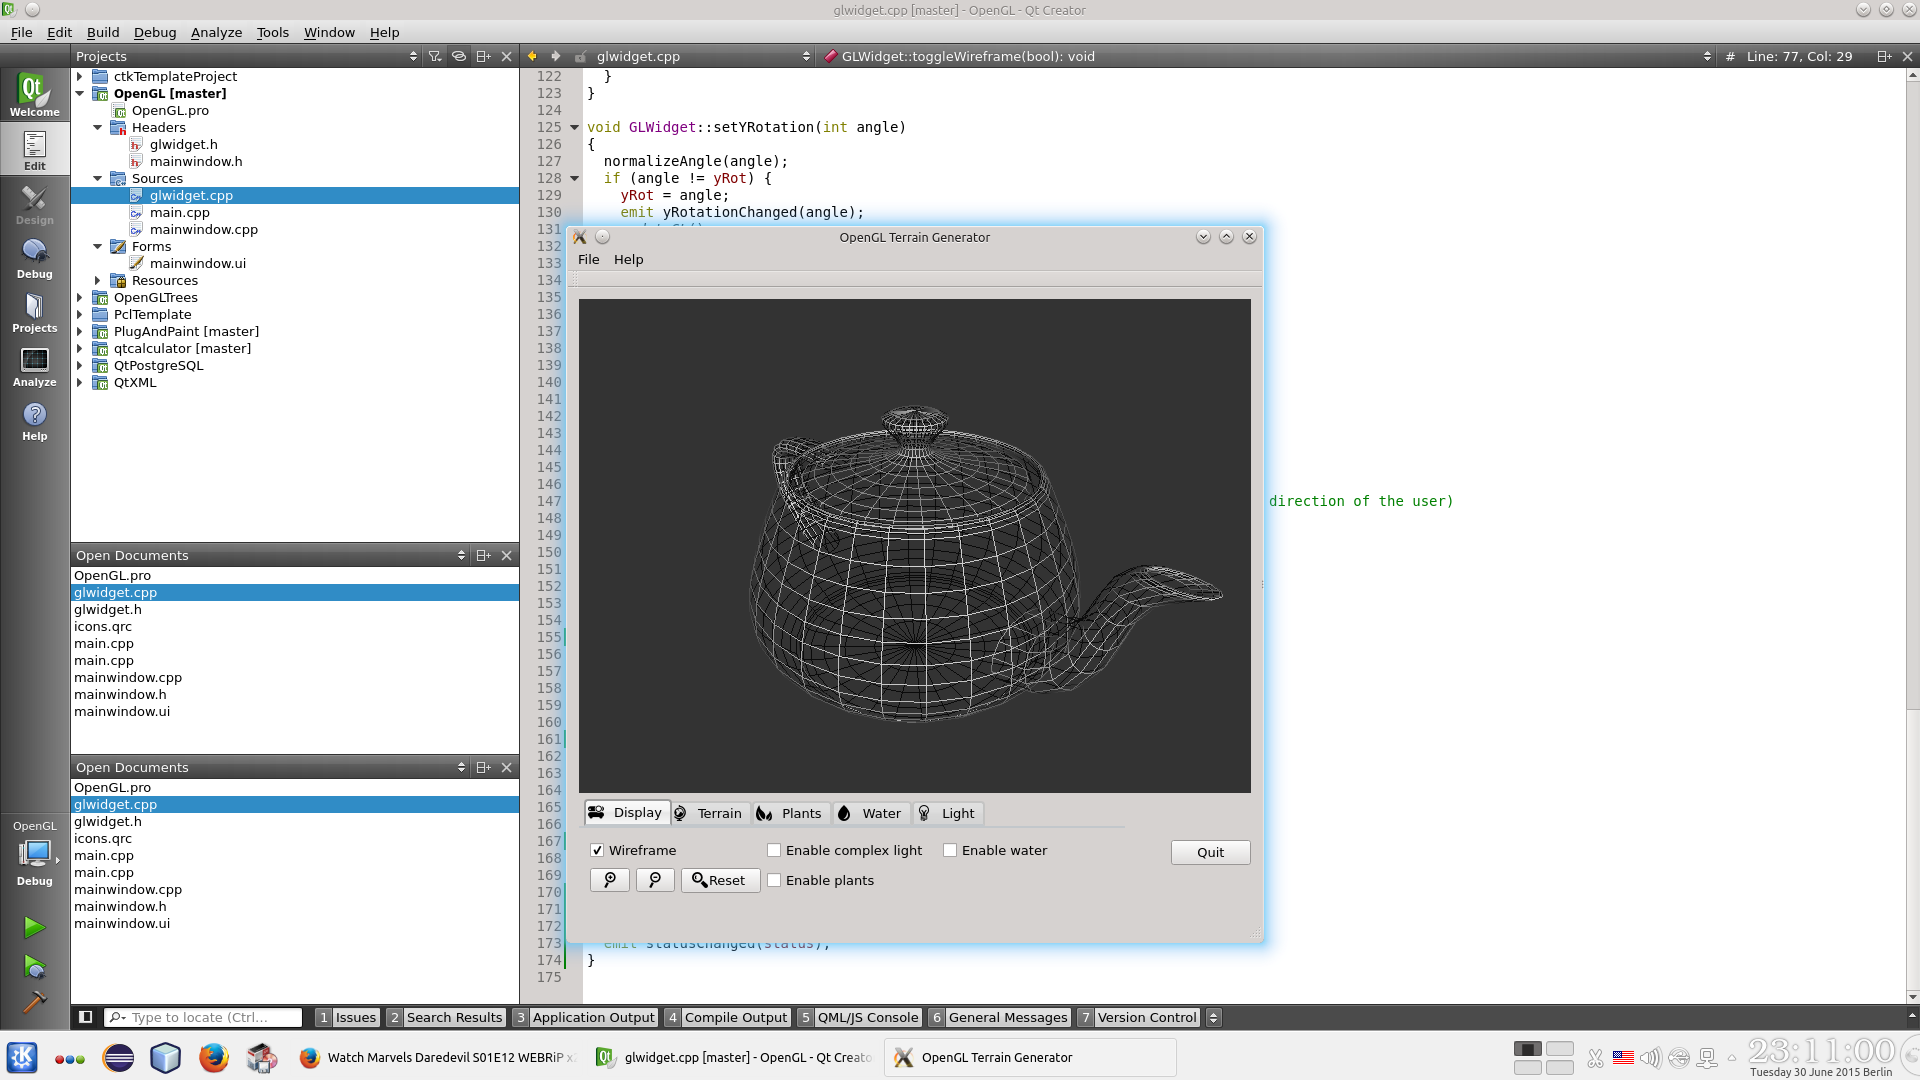 glwidget.cpp [master] - OpenGL - Qt Creator
File Edit Build Debug Analyze Tools Window Help
Projects
glwidget.cpp
GLWidget::toggleWireframe(bool): void
# Line: 77, Col: 29
Welcome
Edit
Design
Debug
Projects
Analyze
Help
OpenGL
Debug
ctkTemplateProject
OpenGL [master]
OpenGL.pro
Headers
glwidget.h
mainwindow.h
Sources
glwidget.cpp
main.cpp
mainwindow.cpp
Forms
mainwindow.ui
Resources
OpenGLTrees
PclTemplate
PlugAndPaint [master]
qtcalculator [master]
QtPostgreSQL
QtXML
Open Documents
OpenGL.pro
glwidget.cpp
glwidget.h
icons.qrc
main.cpp
main.cpp
mainwindow.cpp
mainwindow.h
mainwindow.ui
Open Documents
OpenGL.pro
glwidget.cpp
glwidget.h
icons.qrc
main.cpp
main.cpp
mainwindow.cpp
mainwindow.h
mainwindow.ui
122 }
123 }
124
125 void GLWidget::setYRotation(int angle)
126 {
127 normalizeAngle(angle);
128 if (angle != yRot) {
129 yRot = angle;
130 emit yRotationChanged(angle);
131
132
133
134
135
136
137
138
139
140
141
142
143
144
145
146
147 direction of the user)
148
149
150
151
152
153
154
155
156
157
158
159
160
161
162
163
164
165
166
167
168
169
170
171
172
173 emit statusChanged(status);
174 }
175
OpenGL Terrain Generator
File Help
Display Terrain Plants Water Light
Wireframe Enable complex light Enable water
Quit
Reset Enable plants
Type to locate (Ctrl...
1 Issues 2 Search Results 3 Application Output 4 Compile Output 5 QML/JS Console 6 General Messages 7 Version Control
Watch Marvels Daredevil S01E12 WEBRiP x
glwidget.cpp [master] - OpenGL - Qt Creato
OpenGL Terrain Generator
23:11:00
Tuesday 30 June 2015 Berlin